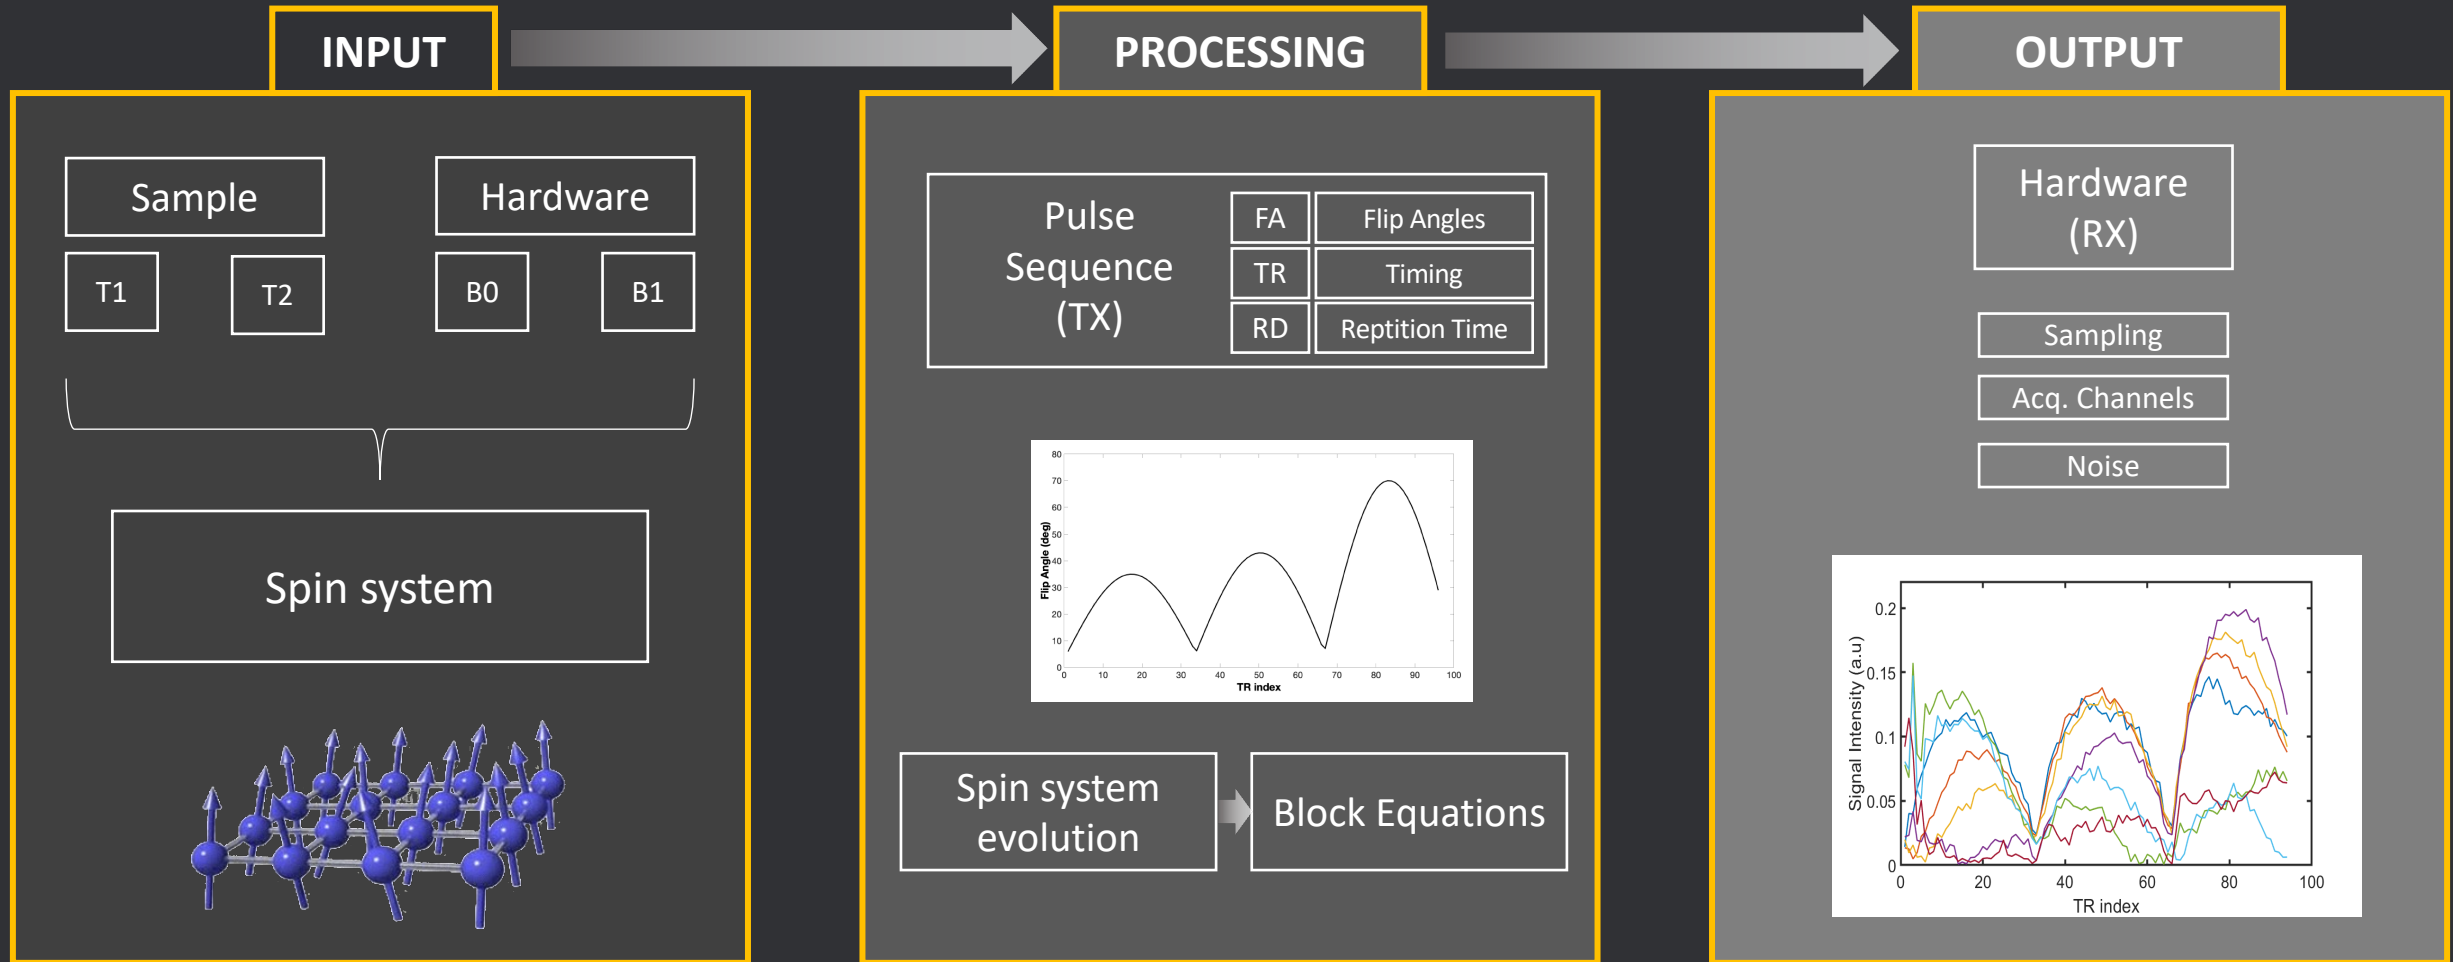 INPUT
PROCESSING
OUTPUT
Sample
Hardware
T1
T2
B0
B1
Spin system
Pulse
Sequence
(TX)
FA
Flip Angles
TR
Timing
RD
Reptition Time
80
70
60
50
40
30
20
10
0
Flip Angle (deg)
0 10 20 30 40 50 60 70 80 90 100
TR index
Spin system
evolution
Block Equations
Hardware
(RX)
Sampling
Acq. Channels
Noise
0.2
0.15
0.1
0.05
0
Signal Intensity (a.u)
0 20 40 60 80 100
TR index